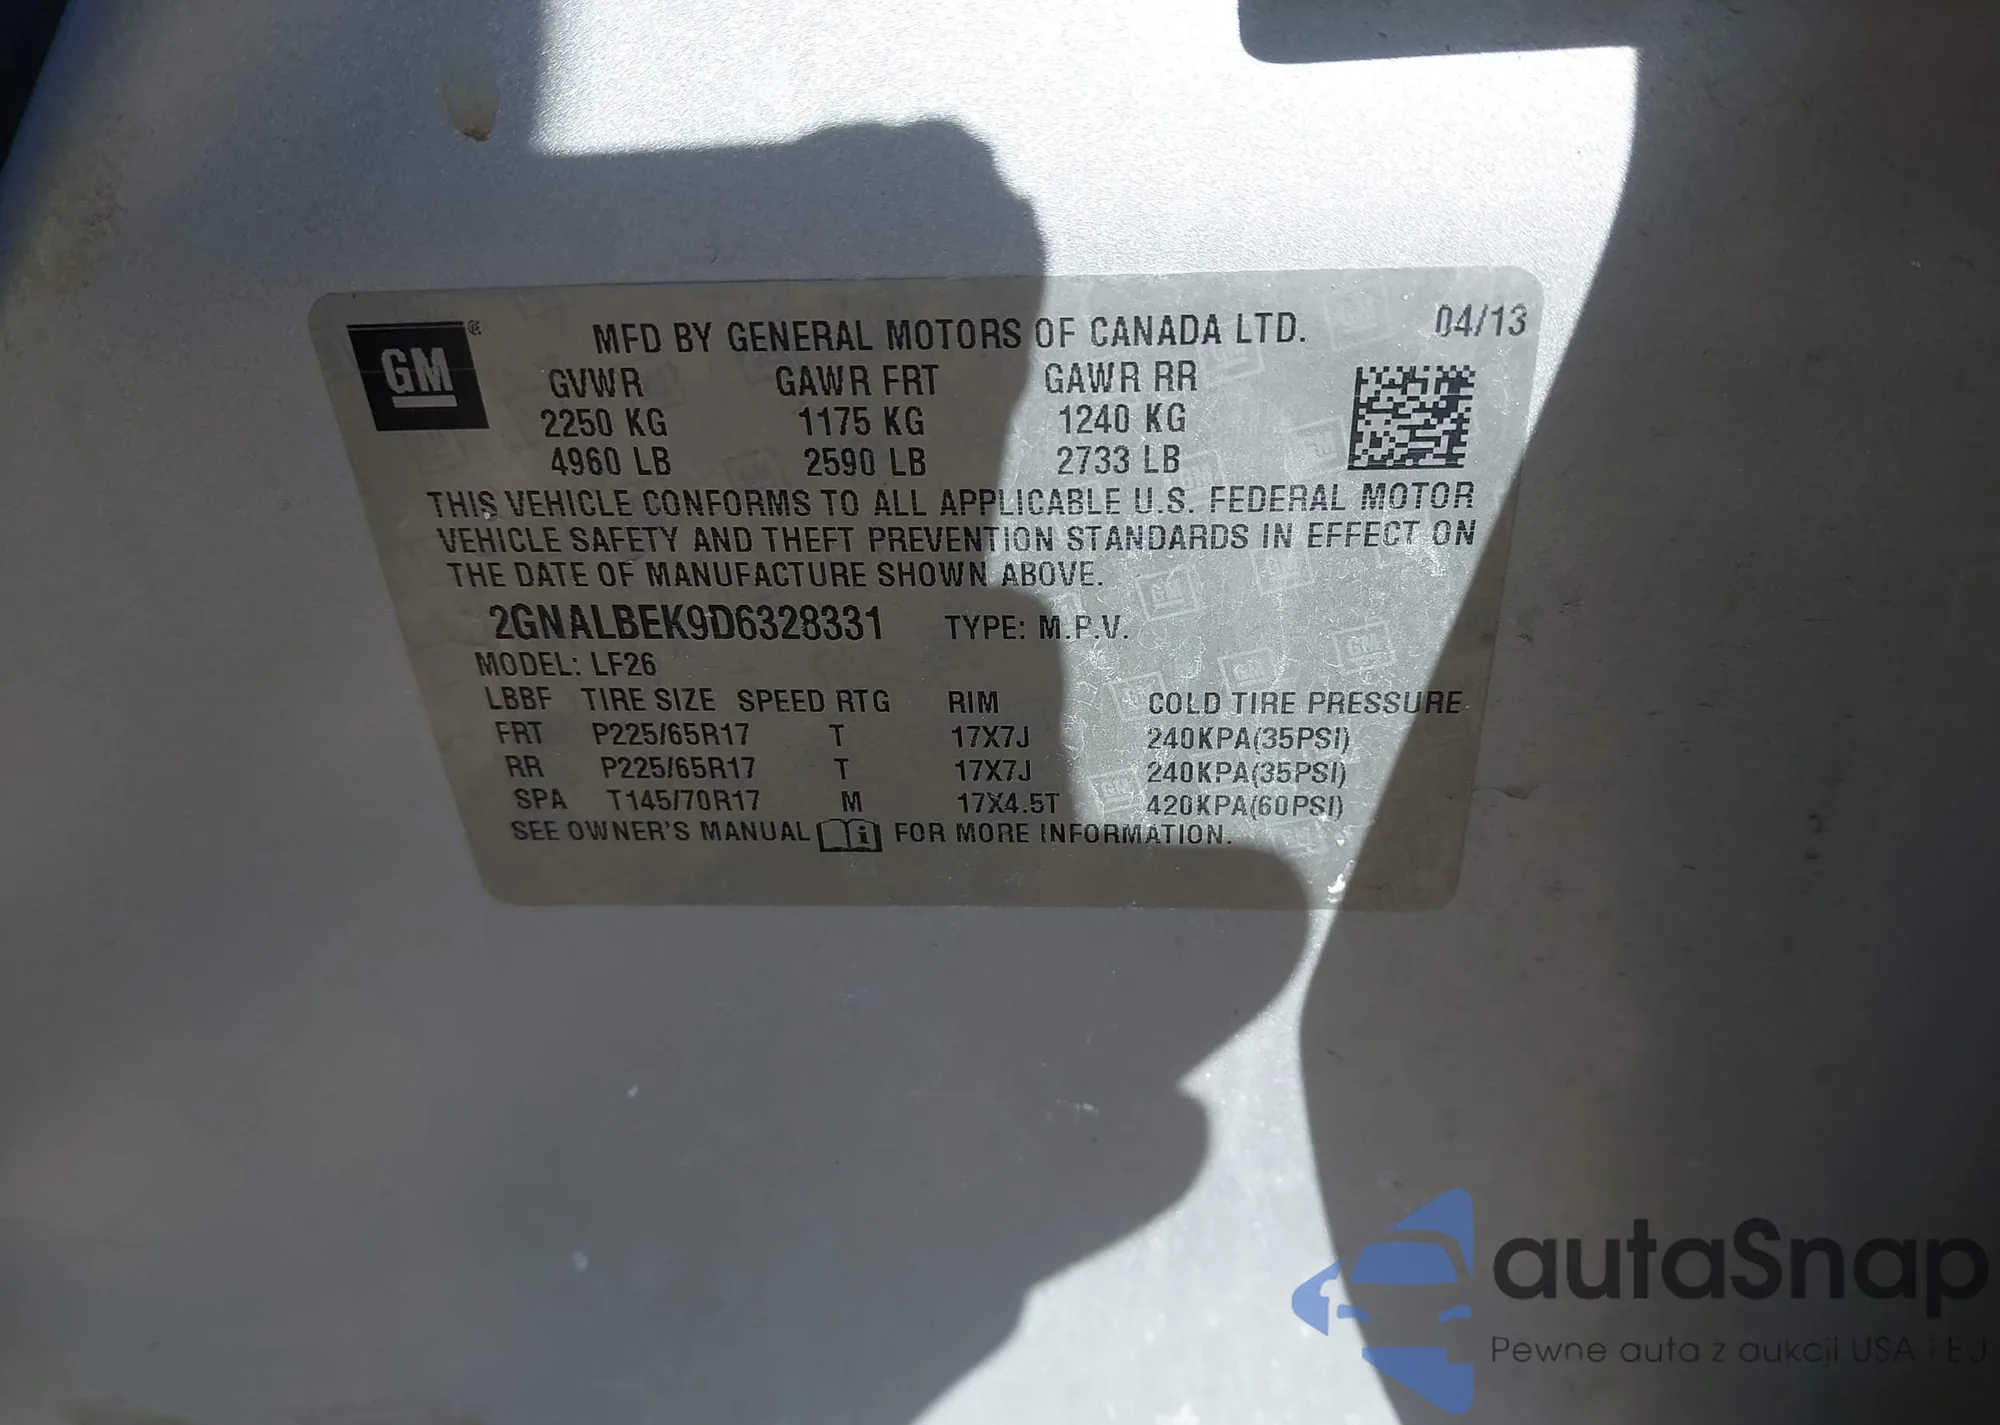 GM
MFD BY GENERAL MOTORS OF CANADA LTD. 04/13
GVWR GAWR FRT GAWR RR
2250 KG 1175 KG 1240 KG
4960 LB 2590 LB 2733 LB
THIS VEHICLE CONFORMS TO ALL APPLICABLE U.S. FEDERAL MOTOR
VEHICLE SAFETY AND THEFT PREVENTION STANDARDS IN EFFECT ON
THE DATE OF MANUFACTURE SHOWN ABOVE.
2GNALBEK9D6328331 TYPE: M.P.V.
MODEL: LF26
LBBF TIRE SIZE SPEED RTG RIM COLD TIRE PRESSURE
FRT P225/65R17 T 17X7J 240KPA(35PSI)
RR P225/65R17 T 17X7J 240KPA(35PSI)
SPA T145/70R17 M 17X4.5T 420KPA(60PSI)
SEE OWNER'S MANUAL FOR MORE INFORMATION.
autaSnap
Pewne auta z aukcji USA i EU